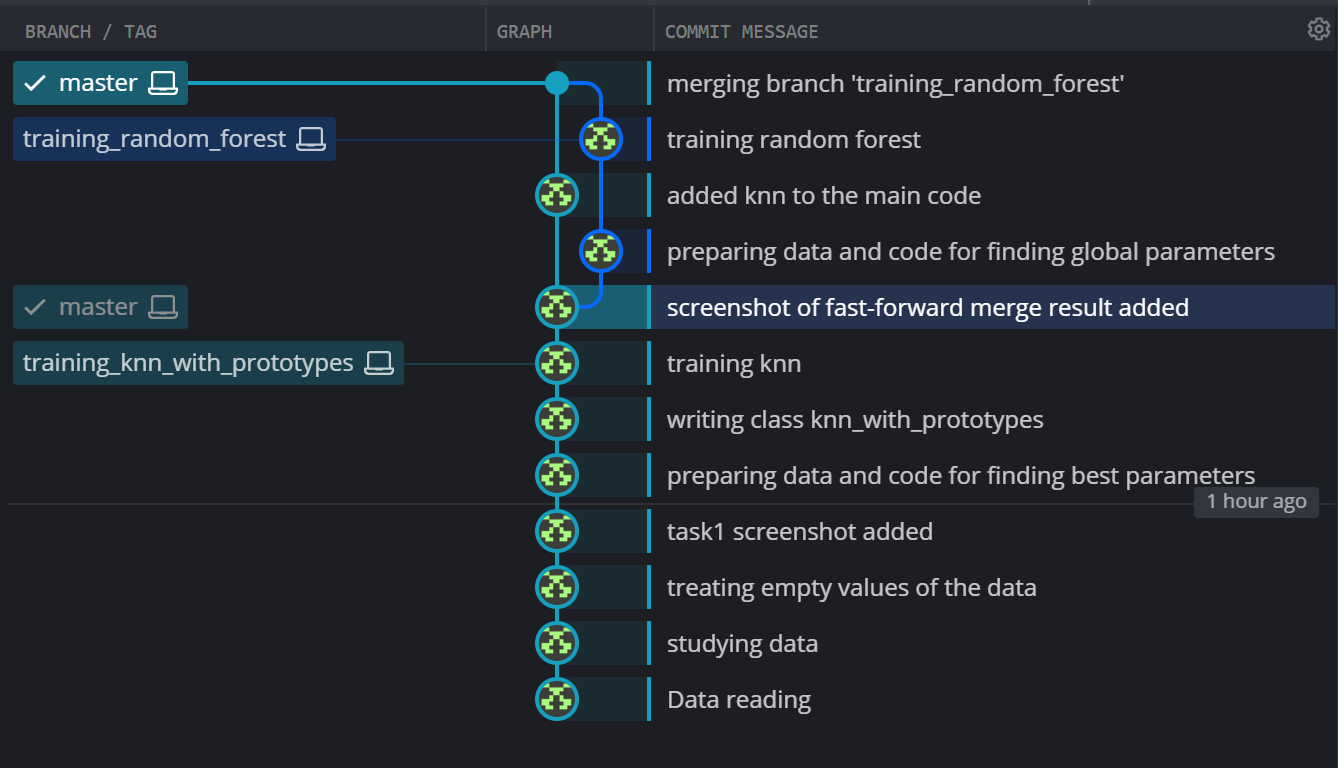 BRANCH / TAG GRAPH COMMIT MESSAGE
master merging branch 'training_random_forest'
training_random_forest training random forest
added knn to the main code
preparing data and code for finding global parameters
master screenshot of fast-forward merge result added
training_knn_with_prototypes training knn
writing class knn_with_prototypes
preparing data and code for finding best parameters
1 hour ago
task1 screenshot added
treating empty values of the data
studying data
Data reading